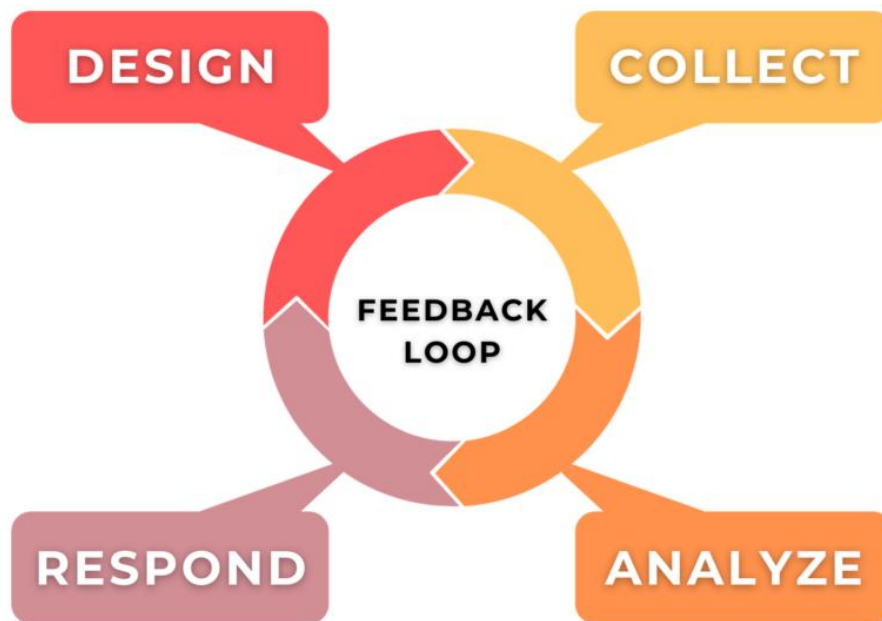 DESIGN
COLLECT
FEEDBACK
LOOP
RESPOND
ANALYZE